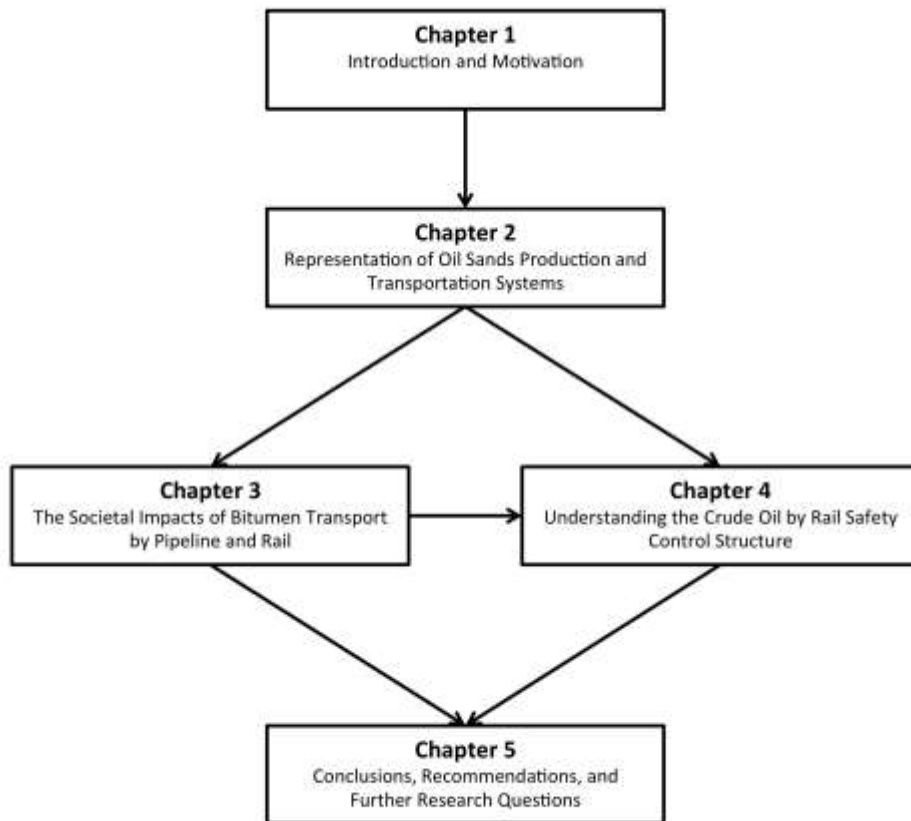 Chapter 1
Introduction and Motivation
Chapter 2
Representation of Oil Sands Production and
Transportation Systems
Chapter 3
The Societal Impacts of Bitumen Transport
by Pipeline and Rail
Chapter 4
Understanding the Crude Oil by Rail Safety
Control Structure
Chapter 5
Conclusions, Recommendations, and
Further Research Questions